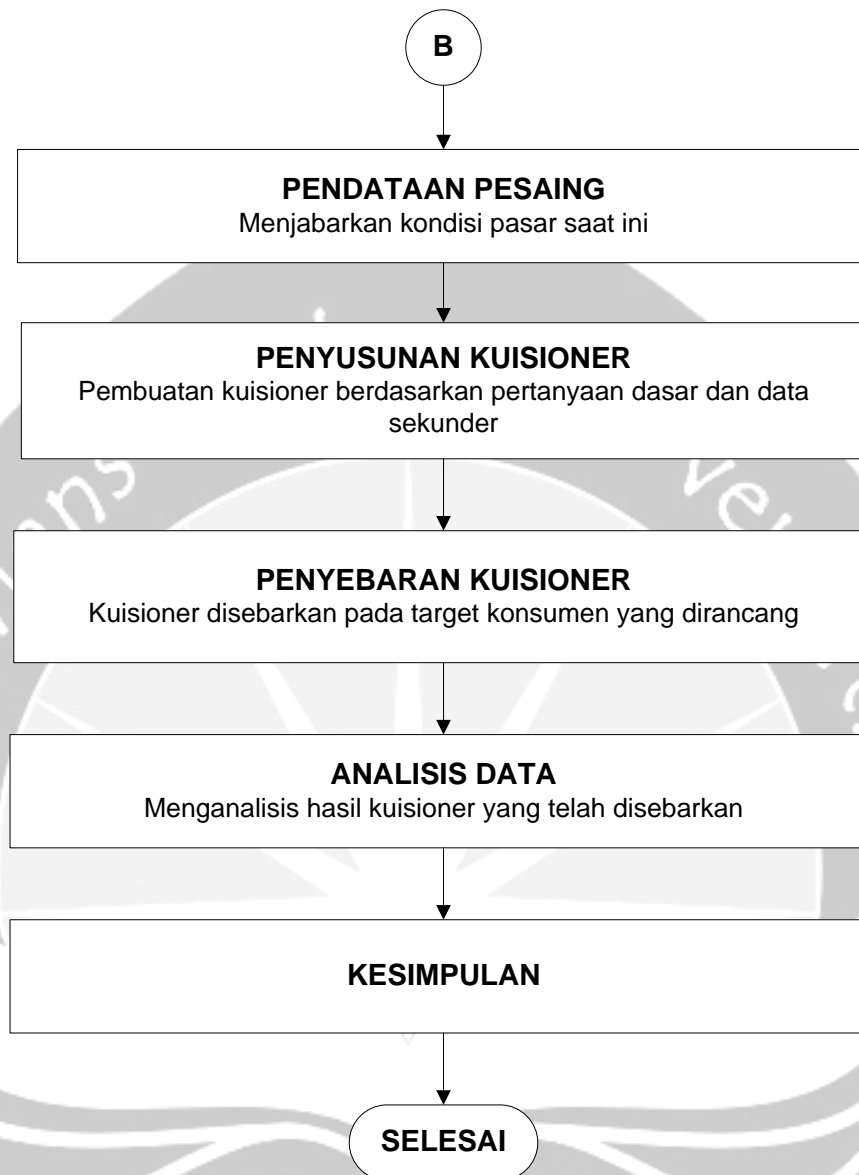 B
PENDATAAN PESAING
Menjabarkan kondisi pasar saat ini
PENYUSUNAN KUISIONER
Pembuatan kuisioner berdasarkan pertanyaan dasar dan data
sekunder
PENYEBARAN KUISIONER
Kuisioner disebarkan pada target konsumen yang dirancang
ANALISIS DATA
Menganalisis hasil kuisioner yang telah disebarkan
KESIMPULAN
SELESAI